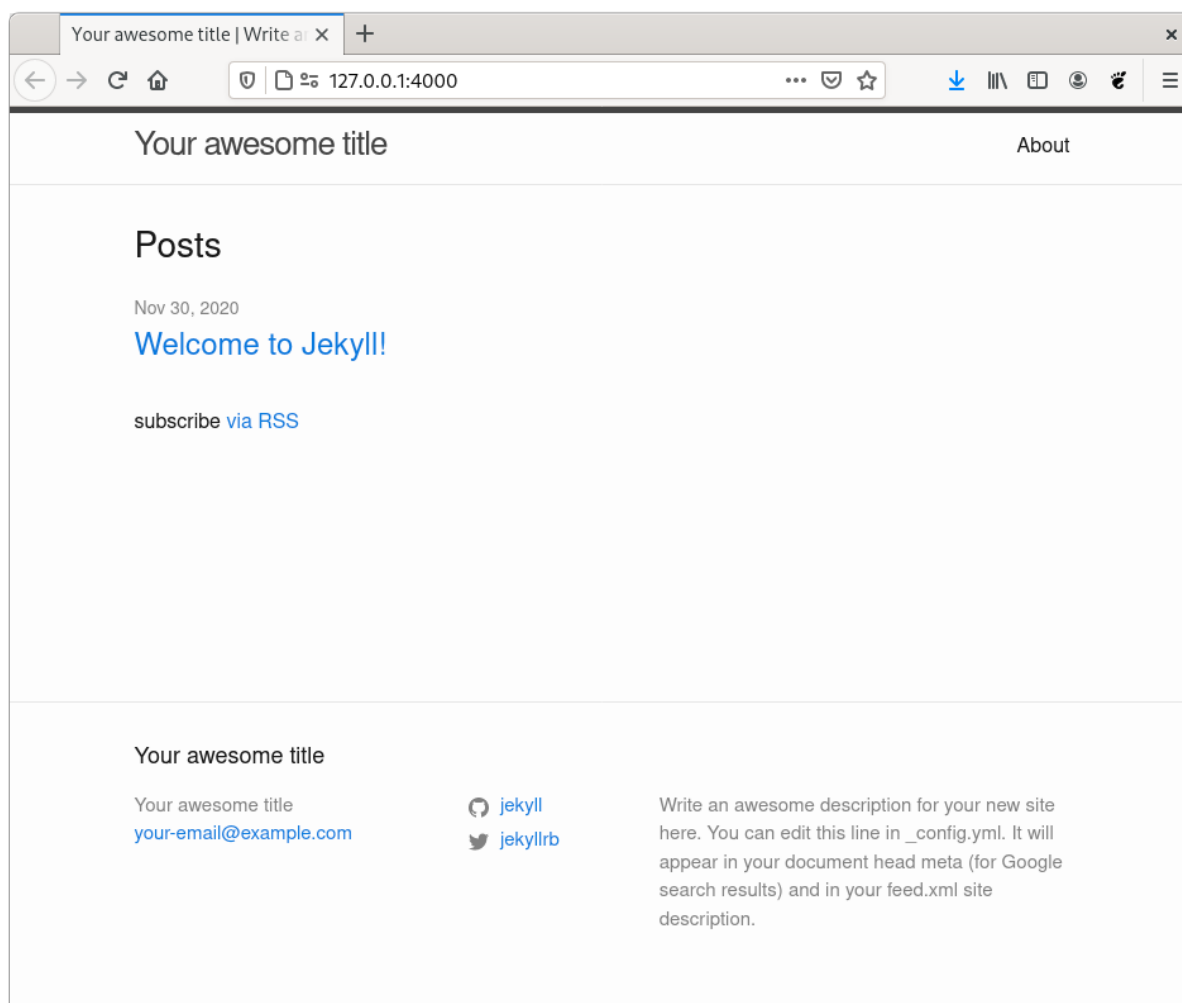 Your awesome title | Write a
127.0.0.1:4000
Your awesome title
About
Posts
Nov 30, 2020
Welcome to Jekyll!
subscribe via RSS
Your awesome title
Your awesome title
your-email@example.com
jekyll
jekyllrb
Write an awesome description for your new site
here. You can edit this line in _config.yml. It will
appear in your document head meta (for Google
search results) and in your feed.xml site
description.